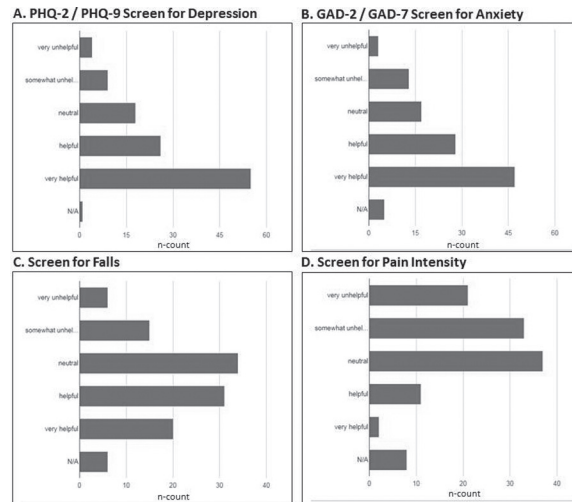 A. PHQ-2 / PHQ-9 Screen for Depression
very unhelpful
somewhat unhel...
neutral
helpful
very helpful
N/A
0 15 30 45 60
n-count
B. GAD-2 / GAD-7 Screen for Anxiety
very unhelpful
somewhat unhel...
neutral
helpful
very helpful
N/A
0 15 30 45 60
n-count
C. Screen for Falls
very unhelpful
somewhat unhel...
neutral
helpful
very helpful
N/A
0 10 20 30 40
n-count
D. Screen for Pain Intensity
very unhelpful
somewhat unhel...
neutral
helpful
very helpful
N/A
0 10 20 30 40
n-count